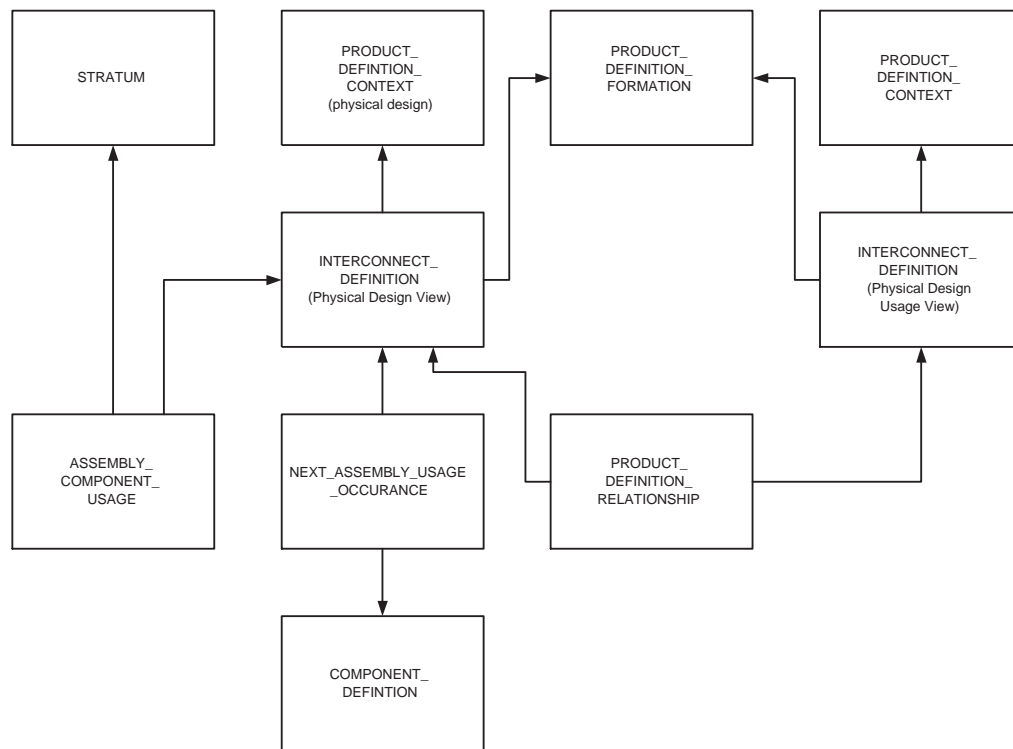 STRATUM
PRODUCT_
DEFINTION_
CONTEXT
(physical design)
PRODUCT_
DEFINITION_
FORMATION
PRODUCT_
DEFINITION_
CONTEXT
INTERCONNECT_
DEFINITION
(Physical Design View)
INTERCONNECT_
DEFINITION
(Physical Design
Usage View)
ASSEMBLY_
COMPONENT_
USAGE
NEXT_ASSEMBLY_USAGE
_OCCURANCE
PRODUCT_
DEFINITION_
RELATIONSHIP
COMPONENT_
DEFINTION